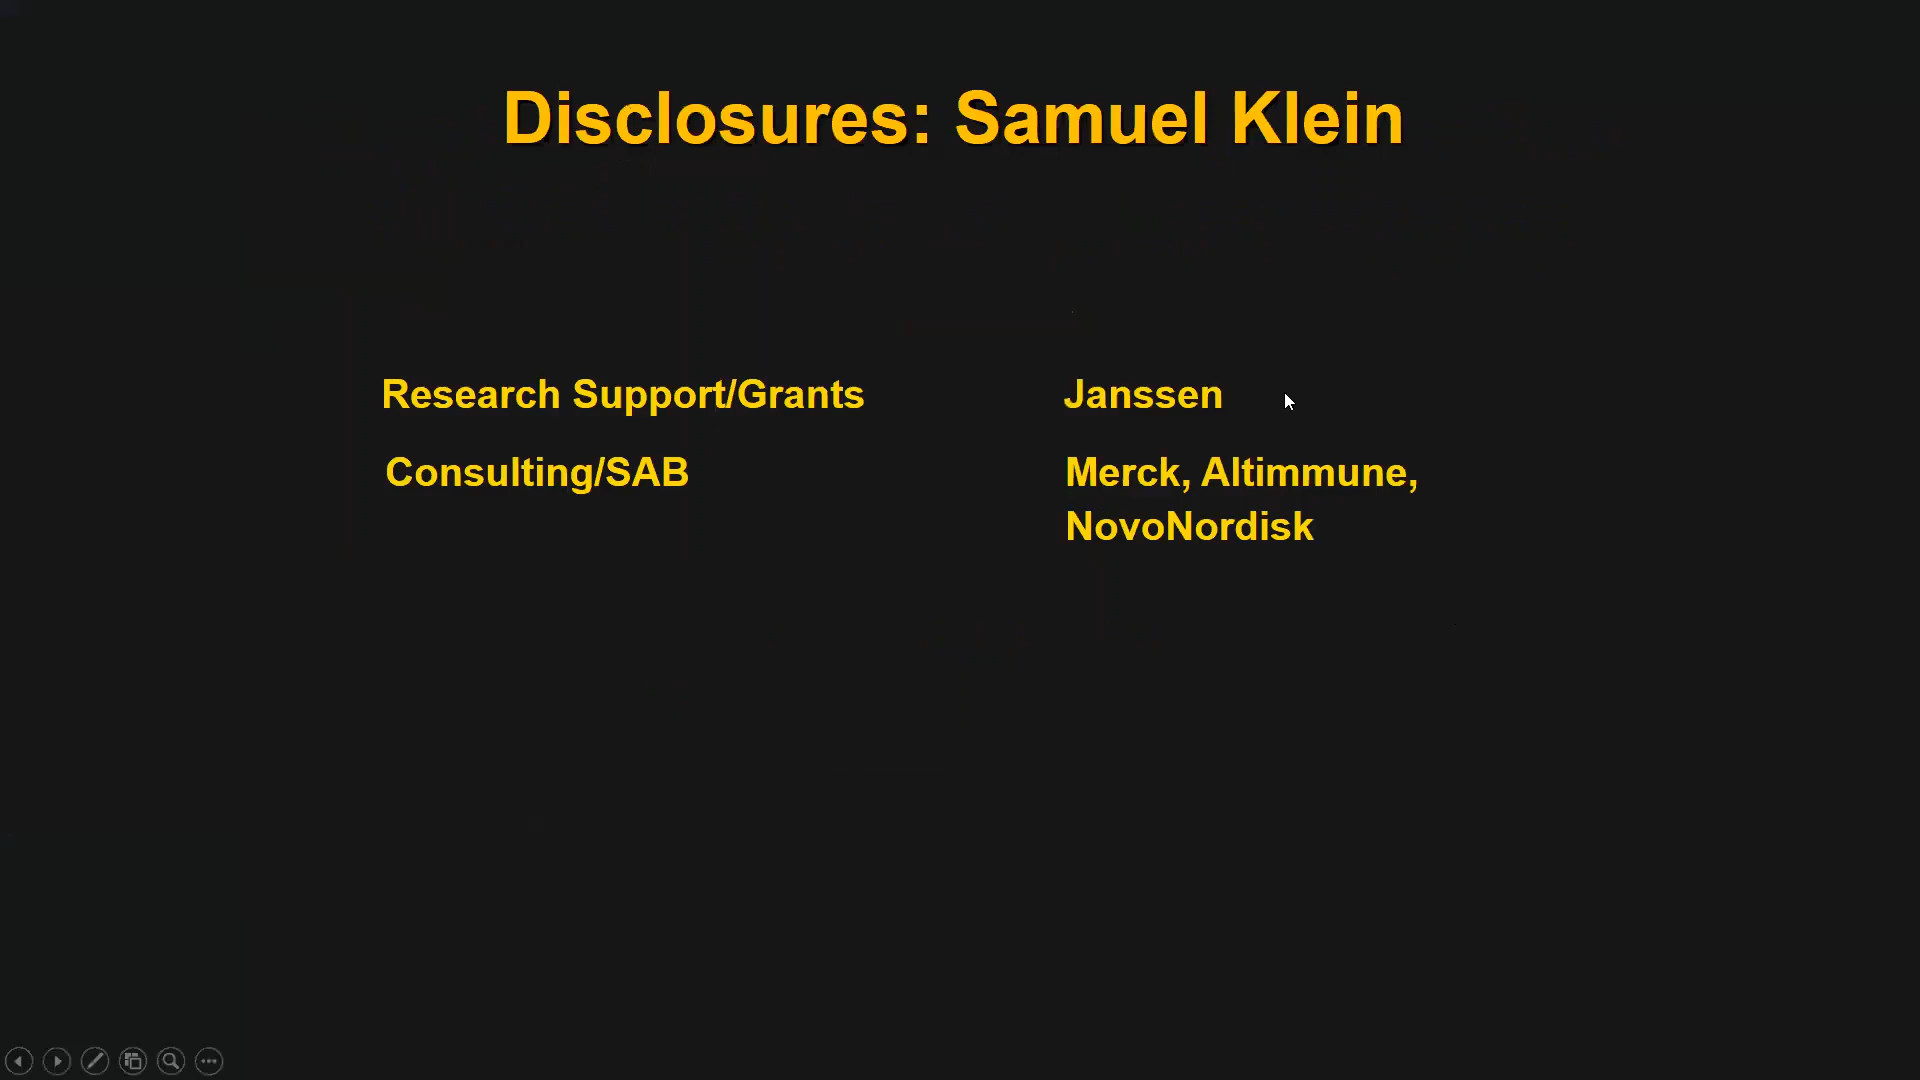 Disclosures: Samuel Klein
Research Support/Grants Janssen
Consulting/SAB Merck, Altimmune,
NovoNordisk